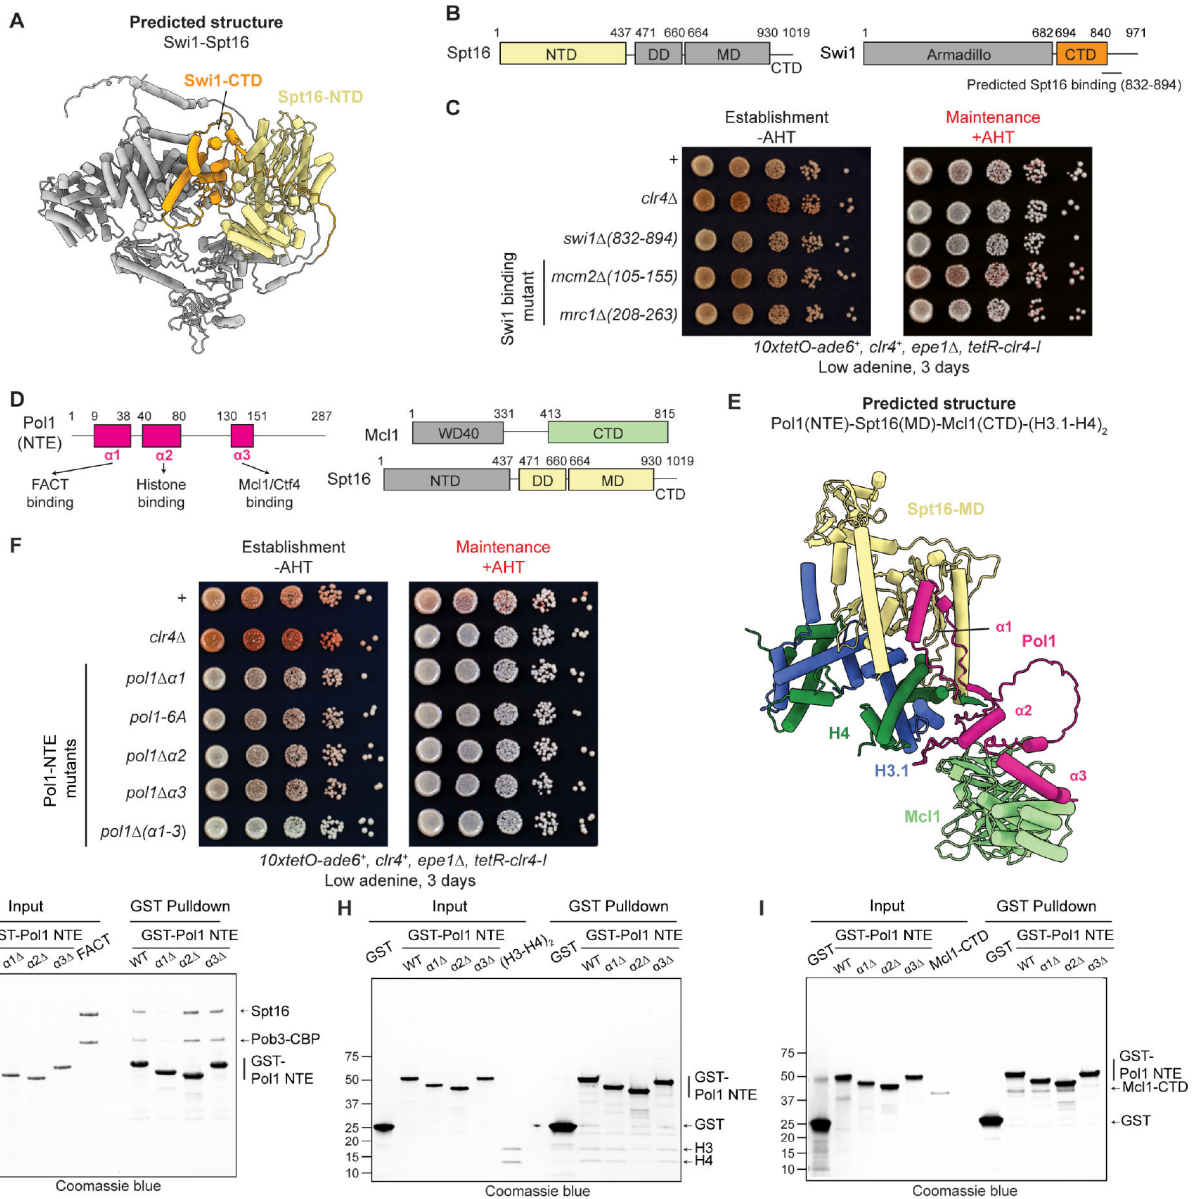 A
Predicted structure
Swi1-Spt16
Swi1-CTD
Spt16-NTD
B
1 437 471 660 664 930 1019
Spt16 NTD DD MD
CTD
1 682 694 840 971
Swi1 Armadillo CTD
Predicted Spt16 binding (832-894)
C
Establishment
-AHT
Maintenance
+AHT
+
clr4Δ
swi1Δ(832-894)
mcm2Δ(105-155)
mrc1Δ(208-263)
Swi1 binding
mutant
10xtetO-ade6⁺, clr4⁺, epe1Δ, tetR-clr4-I
Low adenine, 3 days
D
1 9 38 40 80 130 151 287
Pol1
(NTE)
α1 α2 α3
FACT
binding
Histone
binding
Mcl1/Ctf4
binding
1 331 413 815
Mcl1 WD40 CTD
1 437 471 660 664 930 1019
Spt16 NTD DD MD
CTD
E
Predicted structure
Pol1(NTE)-Spt16(MD)-Mcl1(CTD)-(H3.1-H4)₂
Spt16-MD
α1
Pol1
α2
H4
H3.1
α3
Mcl1
F
Establishment
-AHT
Maintenance
+AHT
+
clr4Δ
pol1Δα1
pol1-6A
pol1Δα2
pol1Δα3
pol1Δ(α1-3)
Pol1-NTE
mutants
10xtetO-ade6⁺, clr4⁺, epe1Δ, tetR-clr4-I
Low adenine, 3 days
Input GST Pulldown
ST-Pol1 NTE GST-Pol1 NTE
α1Δ α2Δ α3Δ FACT WT α1Δ α2Δ α3Δ
Spt16
Pob3-CBP
GST-
Pol1 NTE
Coomassie blue
H
Input GST Pulldown
GST-Pol1 NTE GST-Pol1 NTE
GST WT α1Δ α2Δ α3Δ (H3-H4)₂ GST WT α1Δ α2Δ α3Δ
75
50
37
25
20
15
10
GST-
Pol1 NTE
GST
H3
H4
Coomassie blue
I
Input GST Pulldown
GST-Pol1 NTE GST-Pol1 NTE
GST WT α1Δ α2Δ α3Δ Mcl1-CTD GST WT α1Δ α2Δ α3Δ
75
50
37
25
20
15
10
GST-
Pol1 NTE
Mcl1-CTD
GST
Coomassie blue